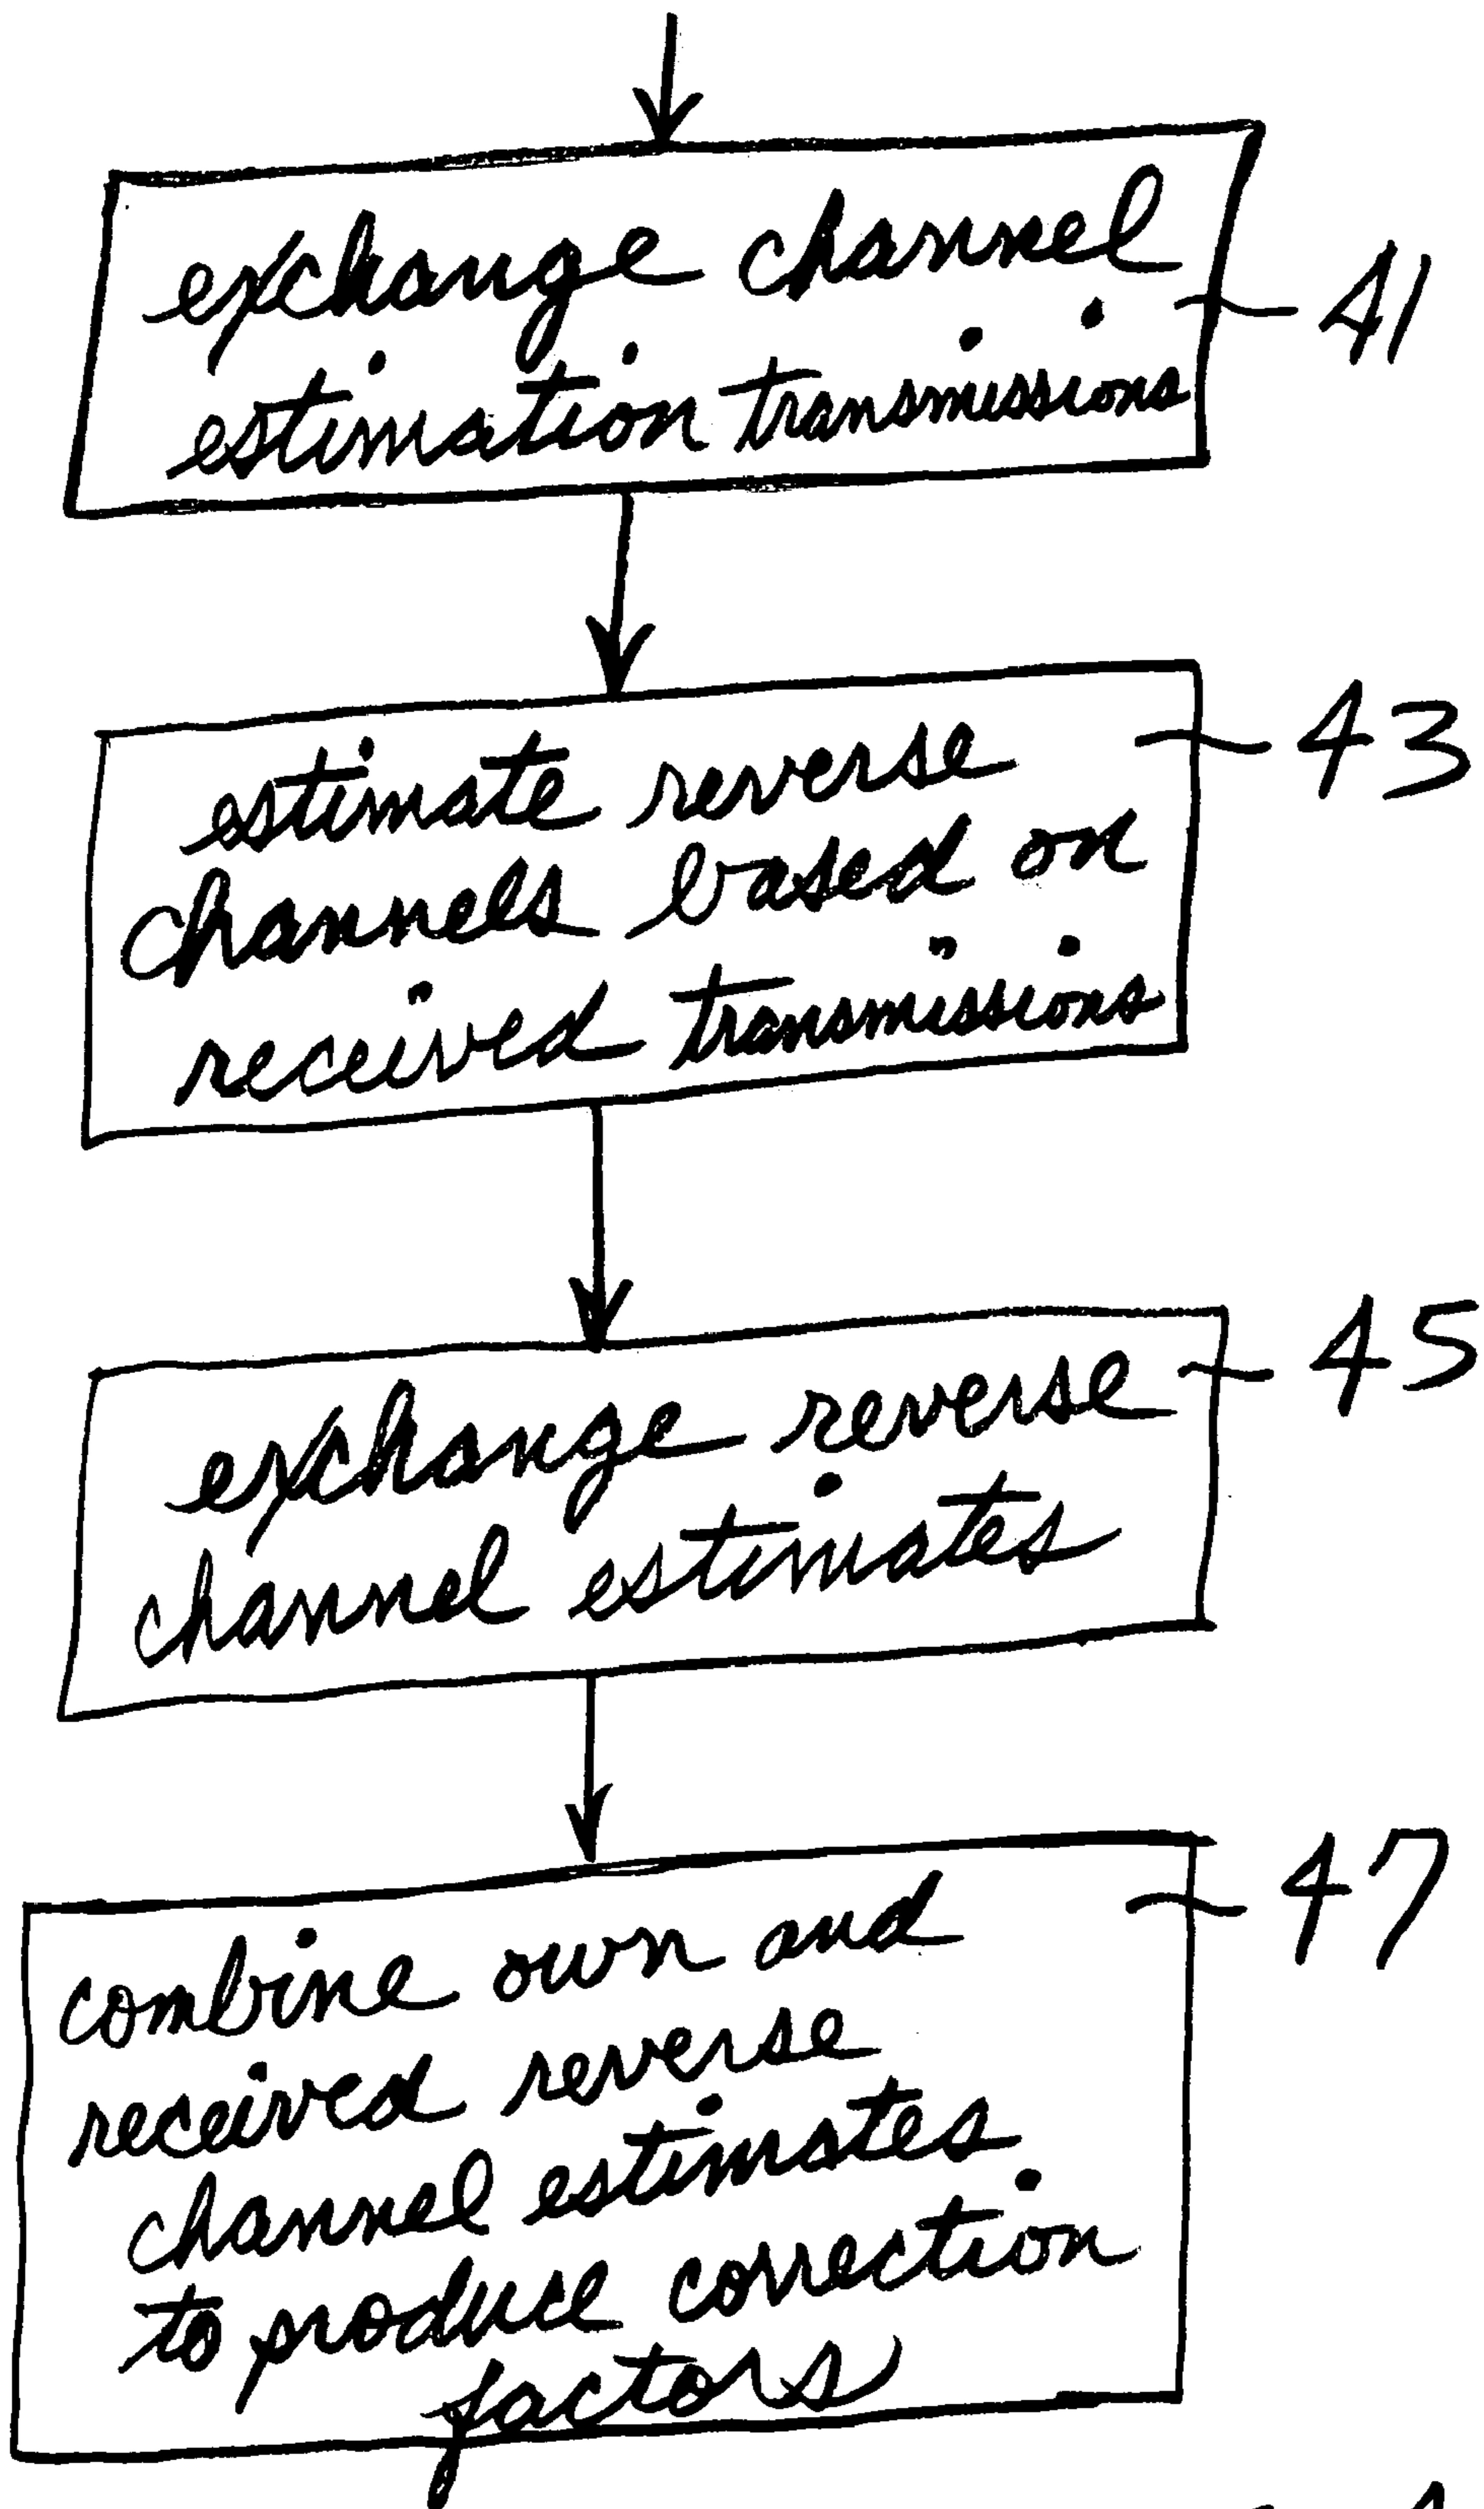 exchange channel
estimation transmissions
41
estimate reverse
channels based on
received transmissions
43
exchange reverse
channel estimates
45
combine own and
received reverse
channel estimates
to produce correction
factors
47